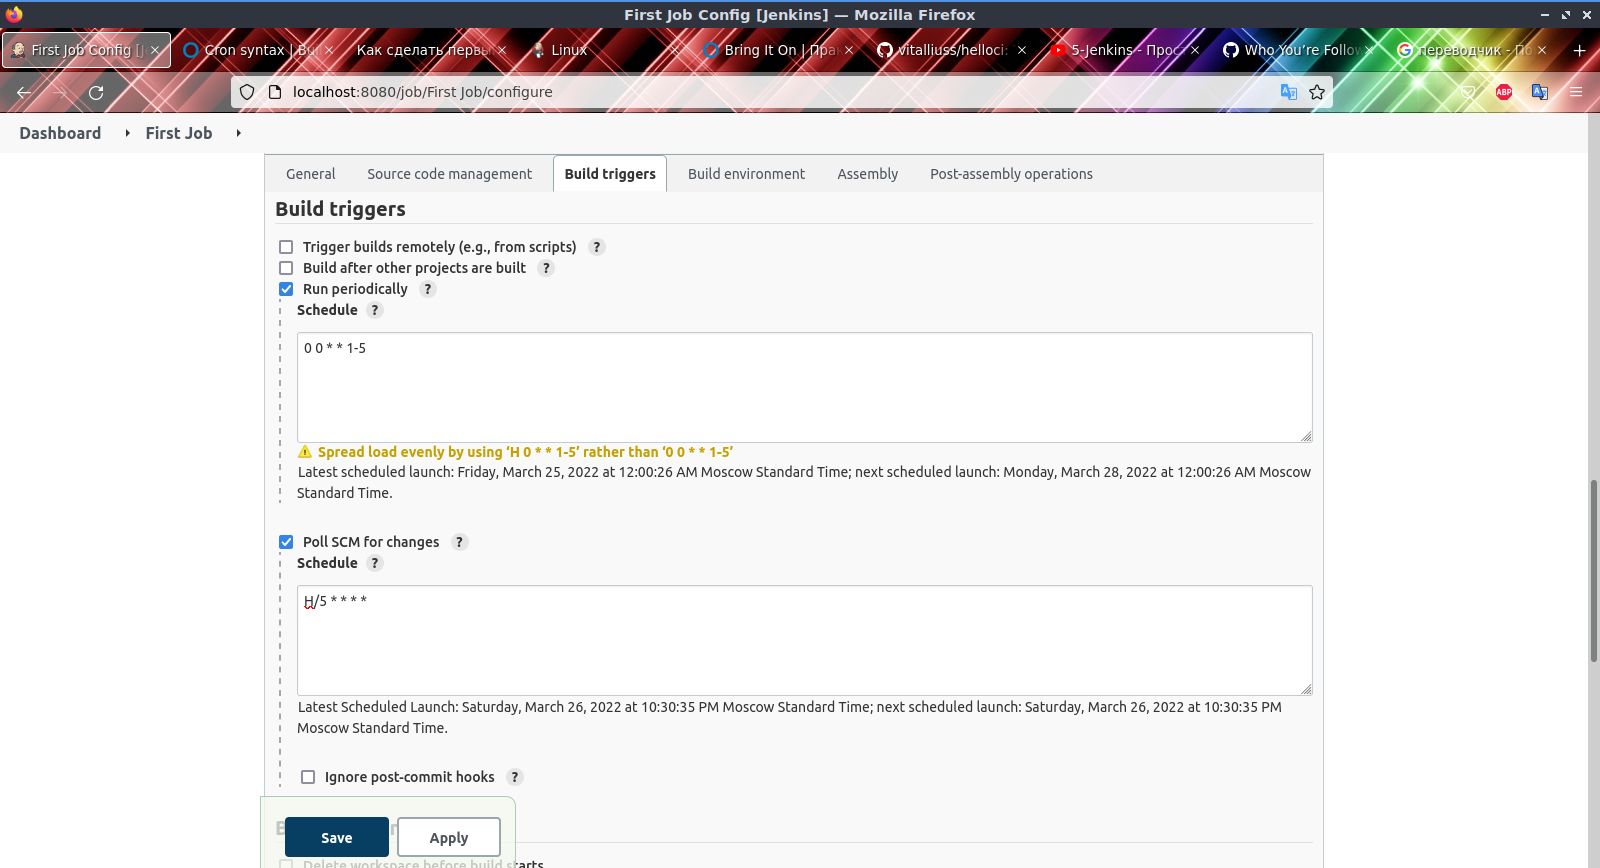 First Job Config [Jenkins] — Mozilla Firefox
First Job Config [J
Cron syntax | Bu
Как сделать первы
Linux
Bring It On | Пра
vitalliuss/helloci:
5-Jenkins - Прост
Who You're Follow
переводчик - По
localhost:8080/job/First Job/configure
ABP
Dashboard
First Job
General
Source code management
Build triggers
Build environment
Assembly
Post-assembly operations
Build triggers
Trigger builds remotely (e.g., from scripts) ?
Build after other projects are built ?
Run periodically ?
Schedule ?
0 0 * * 1-5
Spread load evenly by using ‘H 0 * * 1-5’ rather than ‘0 0 * * 1-5’
Latest scheduled launch: Friday, March 25, 2022 at 12:00:26 AM Moscow Standard Time; next scheduled launch: Monday, March 28, 2022 at 12:00:26 AM Moscow
Standard Time.
Poll SCM for changes ?
Schedule ?
H/5 * * * *
Latest Scheduled Launch: Saturday, March 26, 2022 at 10:30:35 PM Moscow Standard Time; next scheduled launch: Saturday, March 26, 2022 at 10:30:35 PM
Moscow Standard Time.
Ignore post-commit hooks ?
Save
Apply
Delete workspace before build starts